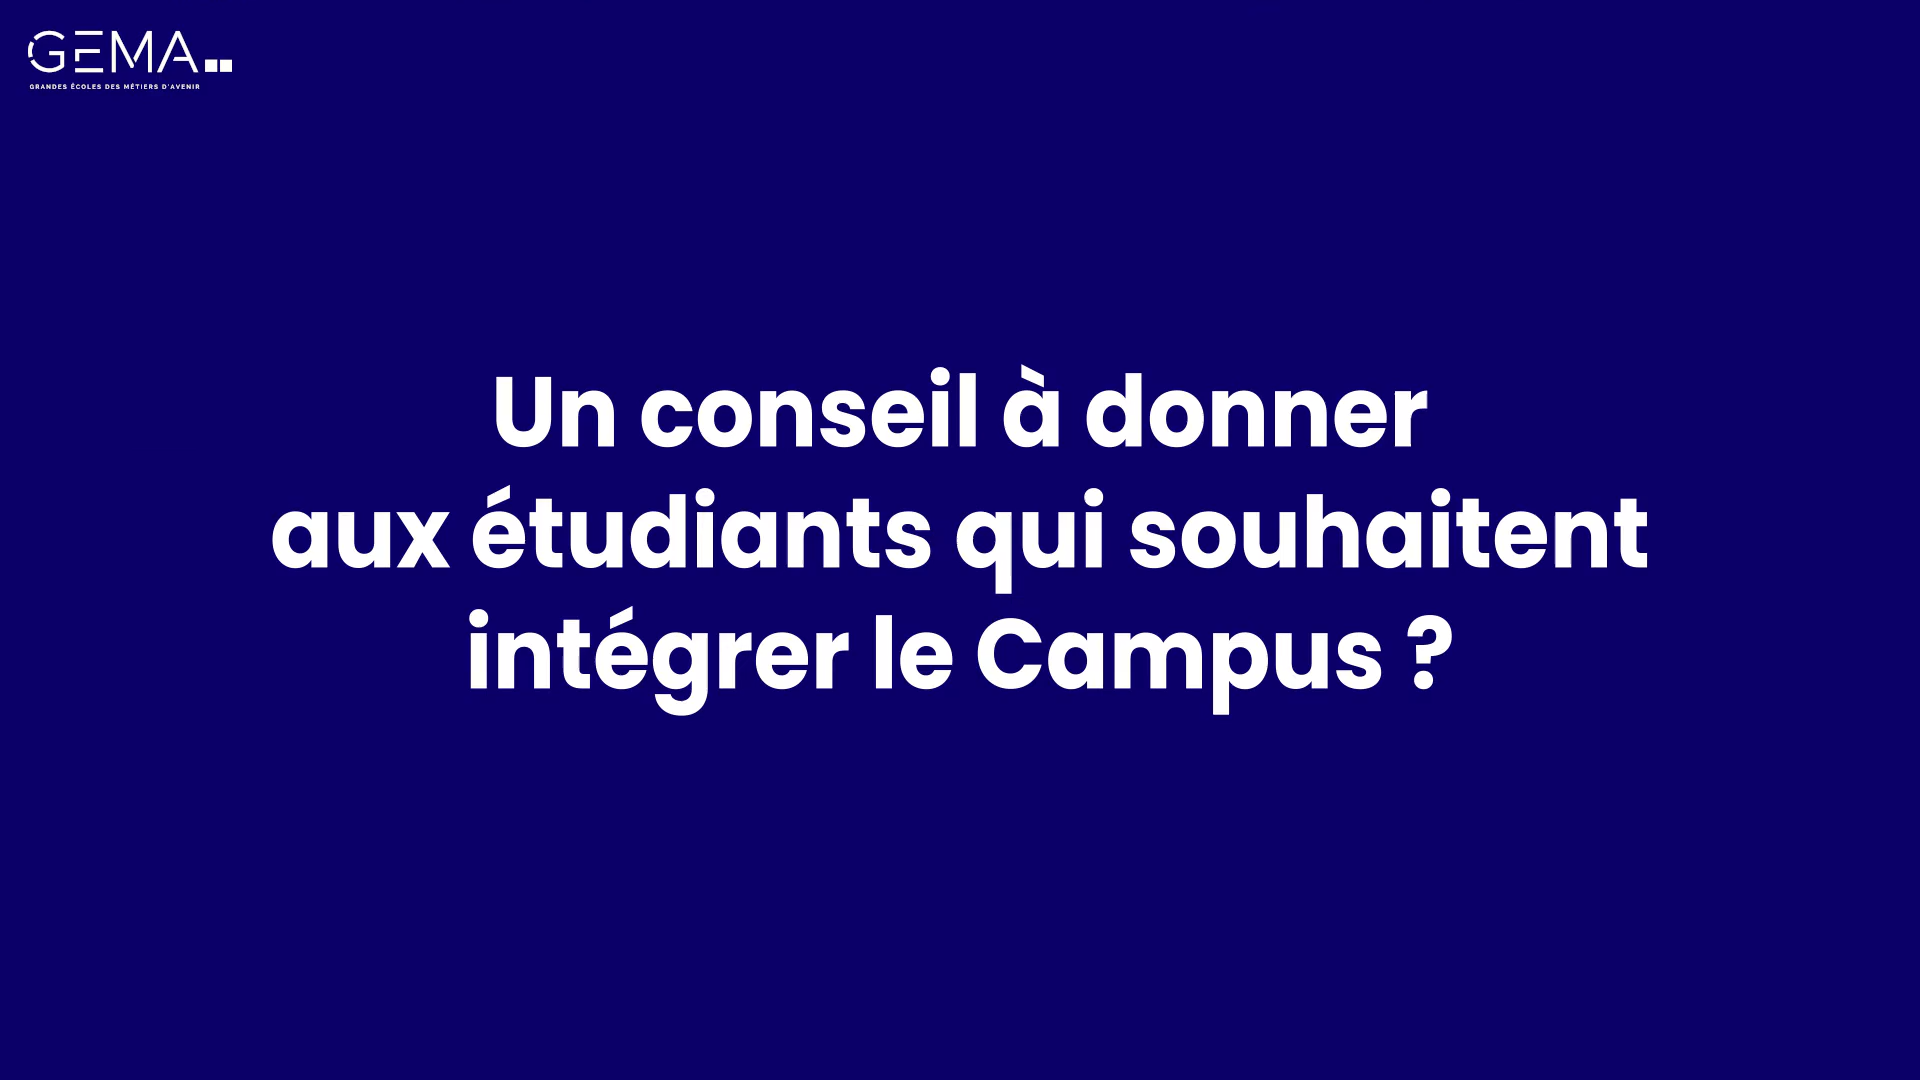 GEMA
GRANDES ÉCOLES DES MÉTIERS D'AVENIR
Un conseil à donner
aux étudiants qui souhaitent
intégrer le Campus ?